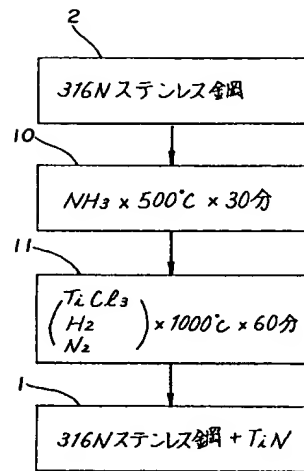 2
316Nステンレス鋼
10
NH3 × 500℃ × 30分
11
TiCl3
H2
N2
( ) × 1000℃ × 60分
1
316Nステンレス鋼 + TiN